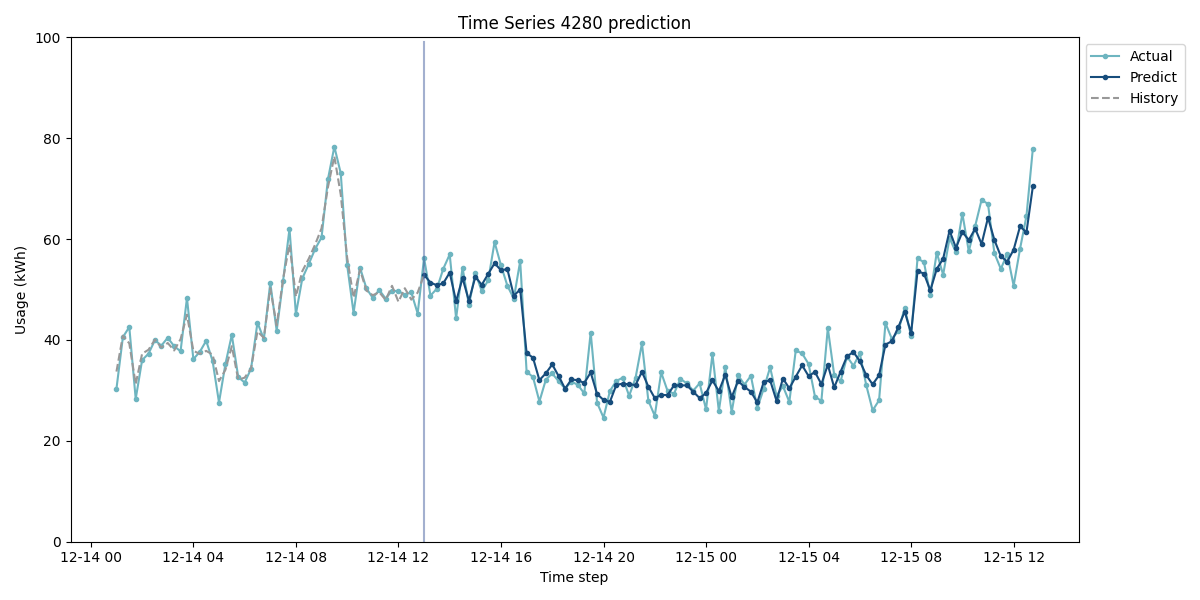 Time Series 4280 prediction
100
80
60
40
20
0
Usage (kWh)
12-14 00
12-14 04
12-14 08
12-14 12
12-14 16
12-14 20
12-15 00
12-15 04
12-15 08
12-15 12
Time step
Actual
Predict
History